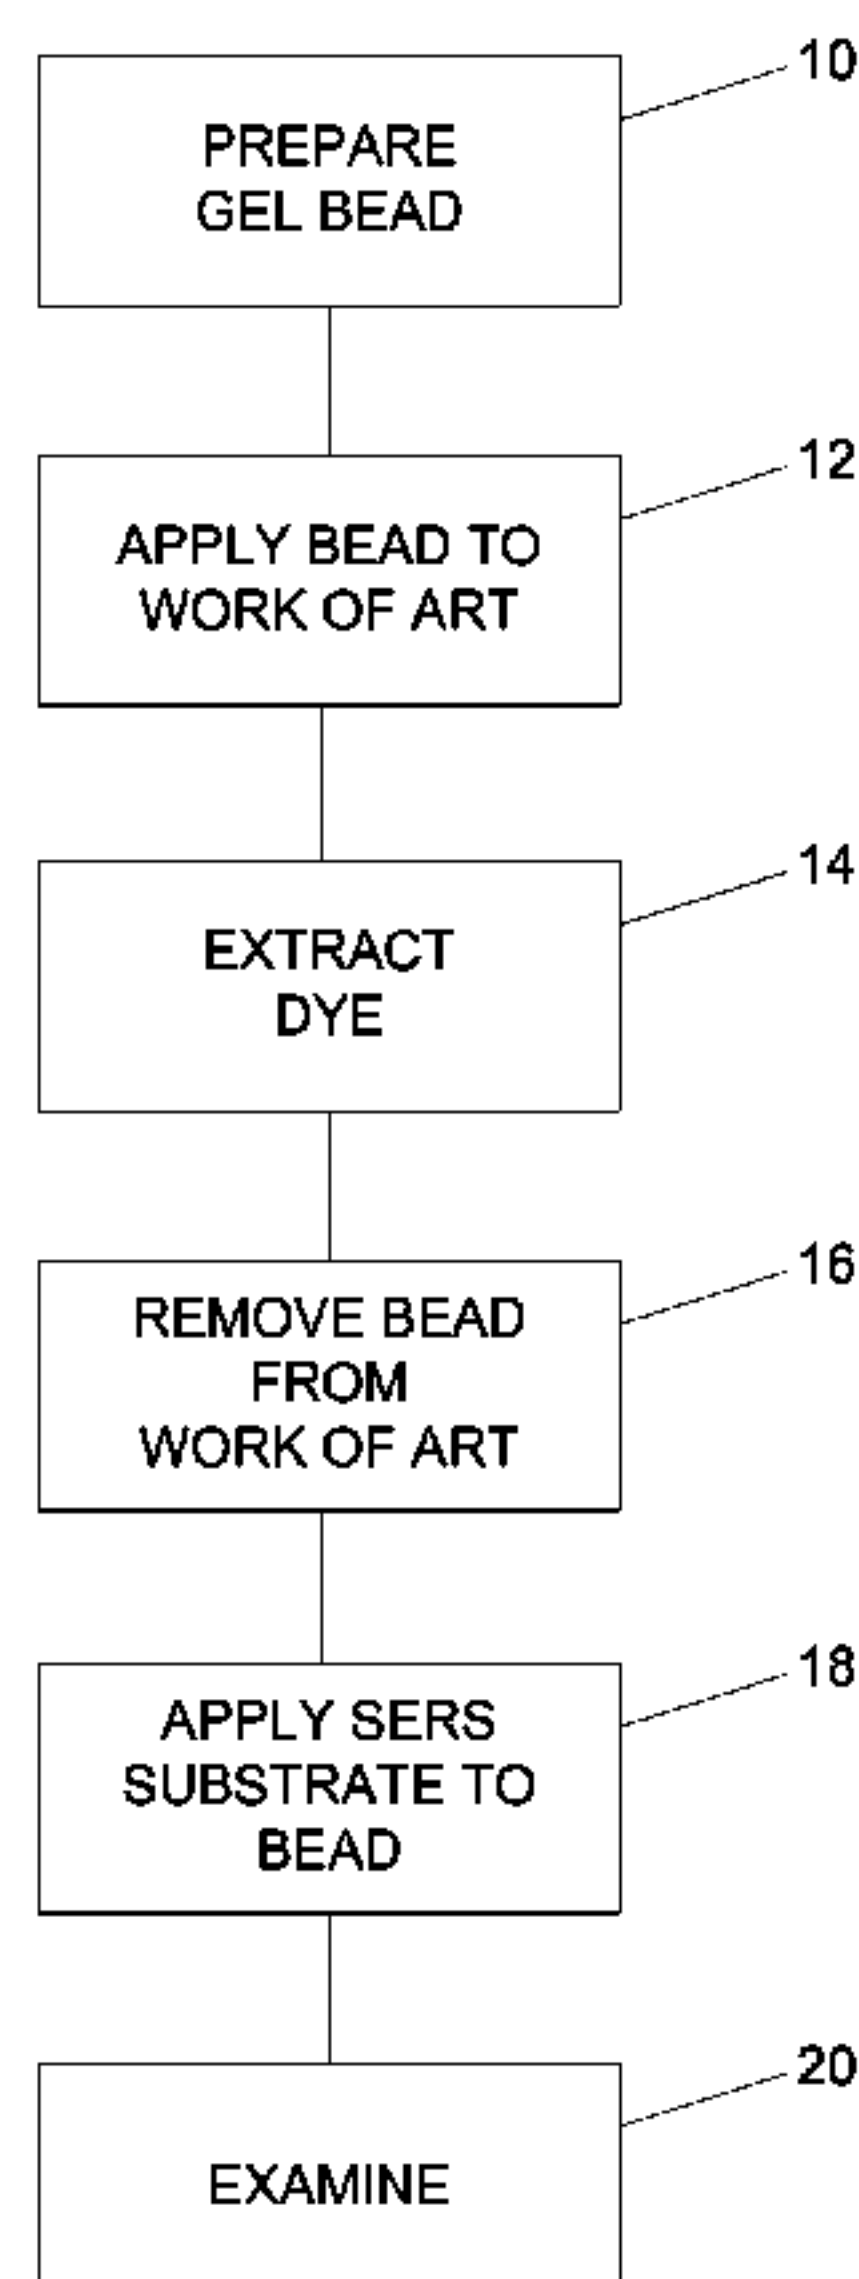 10
PREPARE
GEL BEAD
12
APPLY BEAD TO
WORK OF ART
14
EXTRACT
DYE
16
REMOVE BEAD
FROM
WORK OF ART
18
APPLY SERS
SUBSTRATE TO
BEAD
20
EXAMINE